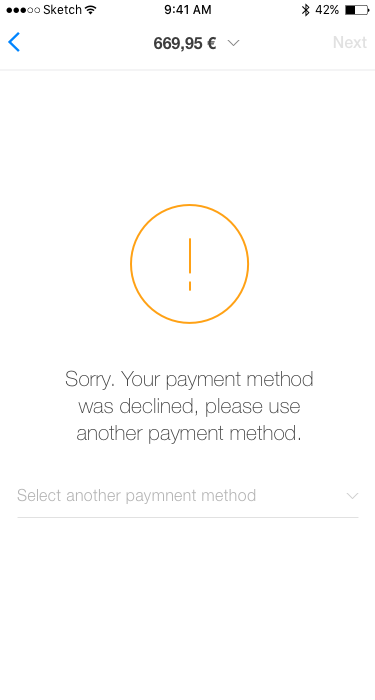 Sketch 9:41 AM 42%
669,95 € Next
Sorry. Your payment method
was declined, please use
another payment method.
Select another paymnent method